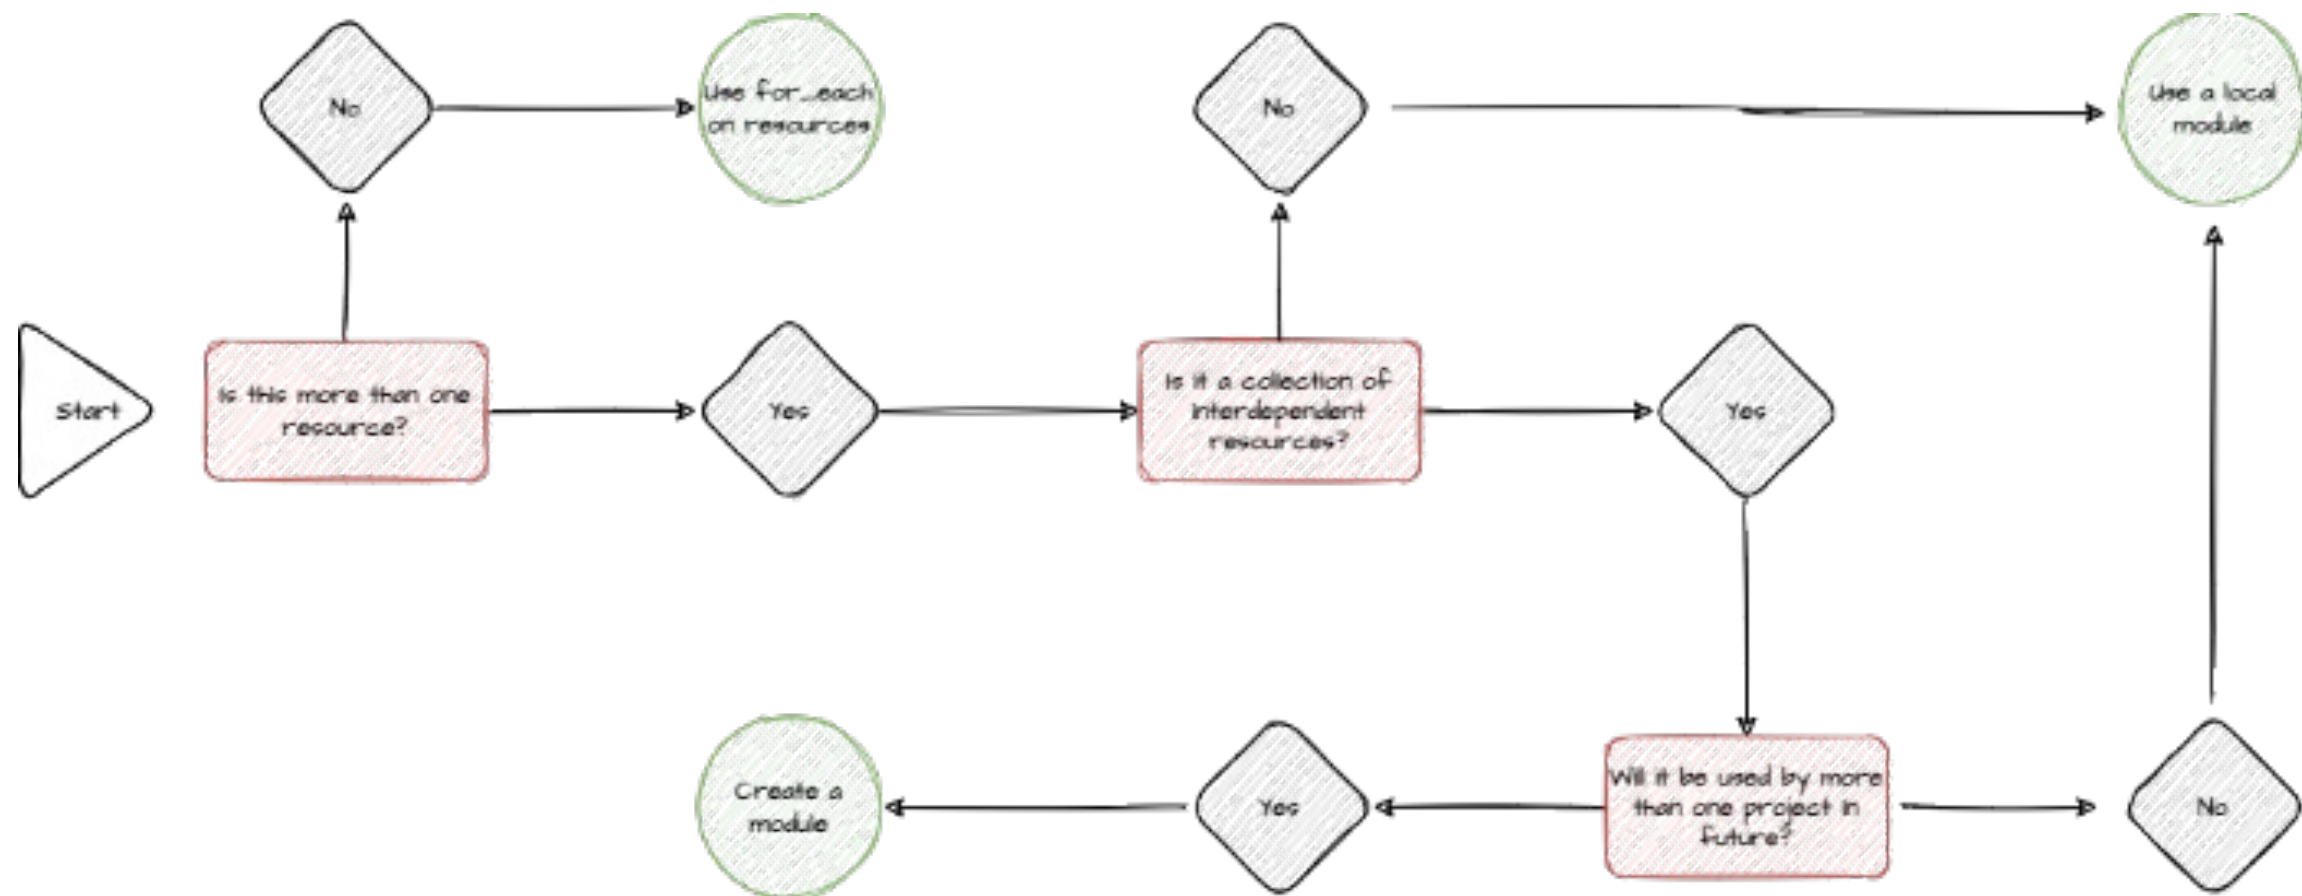 No
Use for_each
on resources
No
Use a local
module
Start
Is this more than one
resource?
Yes
Is it a collection of
interdependent
resources?
Yes
Create a
module
Yes
Will it be used by more
than one project in
future?
No